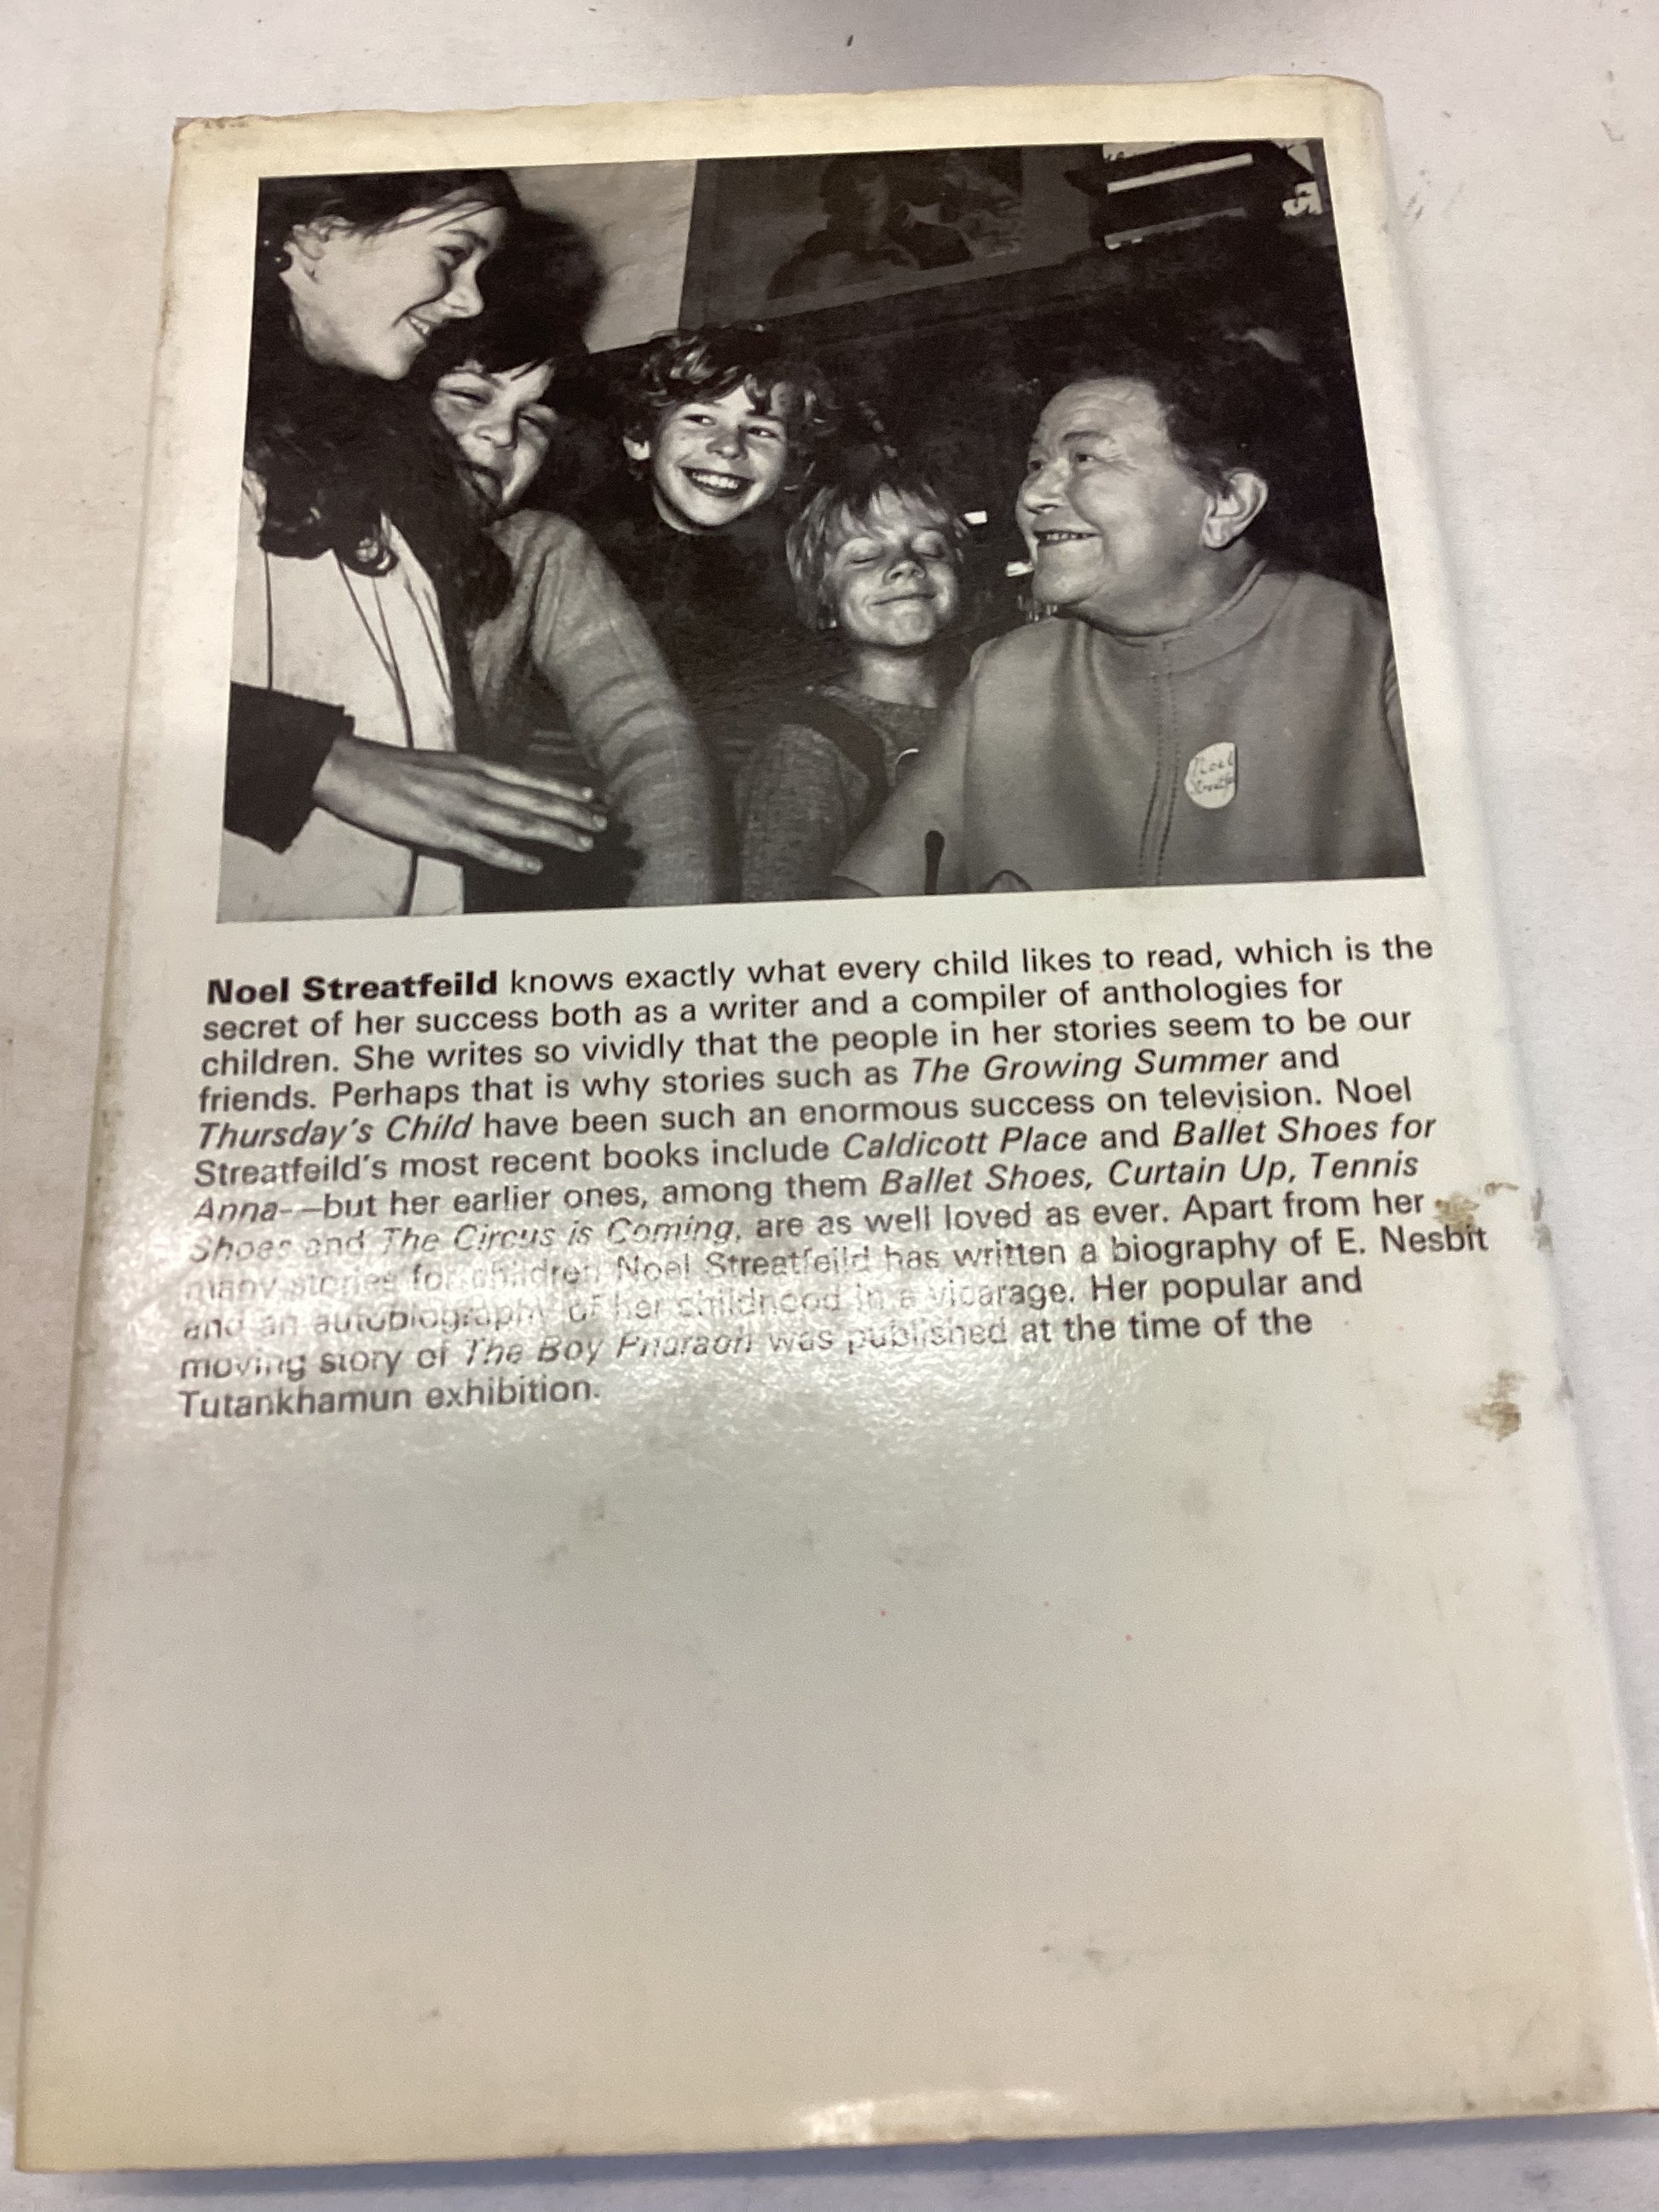 Noel
Streatfe
Noel Streatfeild knows exactly what every child likes to read, which is the
secret of her success both as a writer and a compiler of anthologies for
children. She writes so vividly that the people in her stories seem to be our
friends. Perhaps that is why stories such as The Growing Summer and
Thursday's Child have been such an enormous success on television. Noel
Streatfeild's most recent books include Caldicott Place and Ballet Shoes for
Anna--—but her earlier ones, among them Ballet Shoes, Curtain Up, Tennis
Shoes and The Circus is Coming, are as well loved as ever. Apart from her
many stories for children Noel Streatfeild has written a biography of E. Nesbit
and an autobiography of her childhood in a vicarage. Her popular and
moving story of The Boy Pharaoh was published at the time of the
Tutankhamun exhibition.